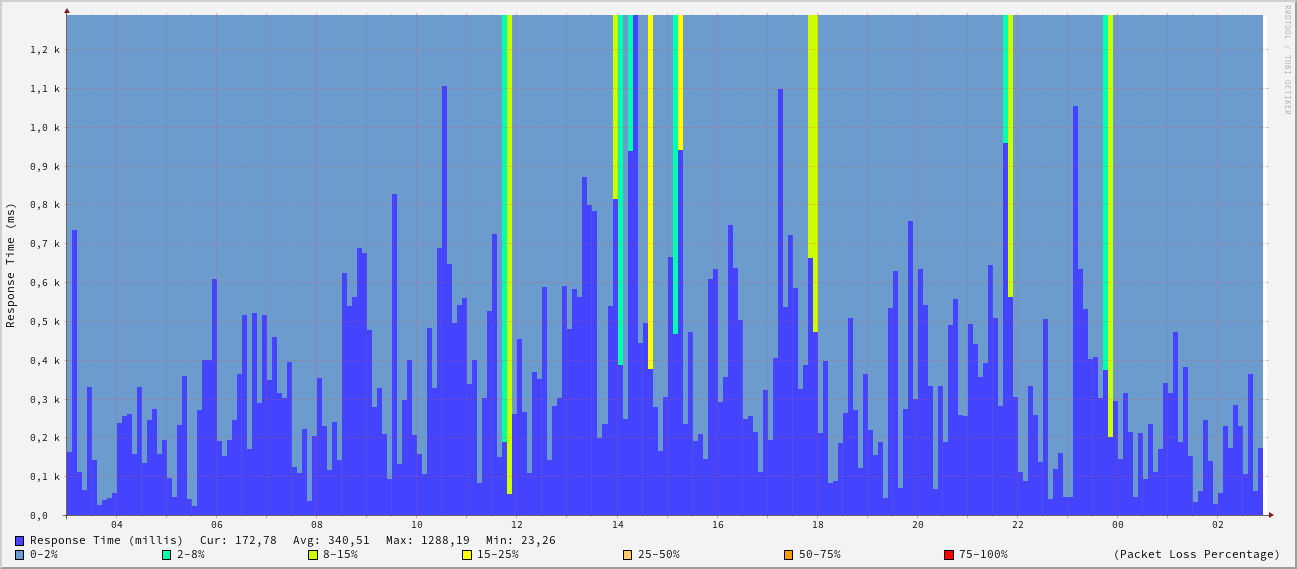 RRDTOOL / TOBI OETIKER
Response Time (ms)
1,2 k
1,1 k
1,0 k
0,9 k
0,8 k
0,7 k
0,6 k
0,5 k
0,4 k
0,3 k
0,2 k
0,1 k
0,0
04 06 08 10 12 14 16 18 20 22 00 02
Response Time (millis) Cur: 172,78 Avg: 340,51 Max: 1288,19 Min: 23,26
0-2% 2-8% 8-15% 15-25% 25-50% 50-75% 75-100% (Packet Loss Percentage)